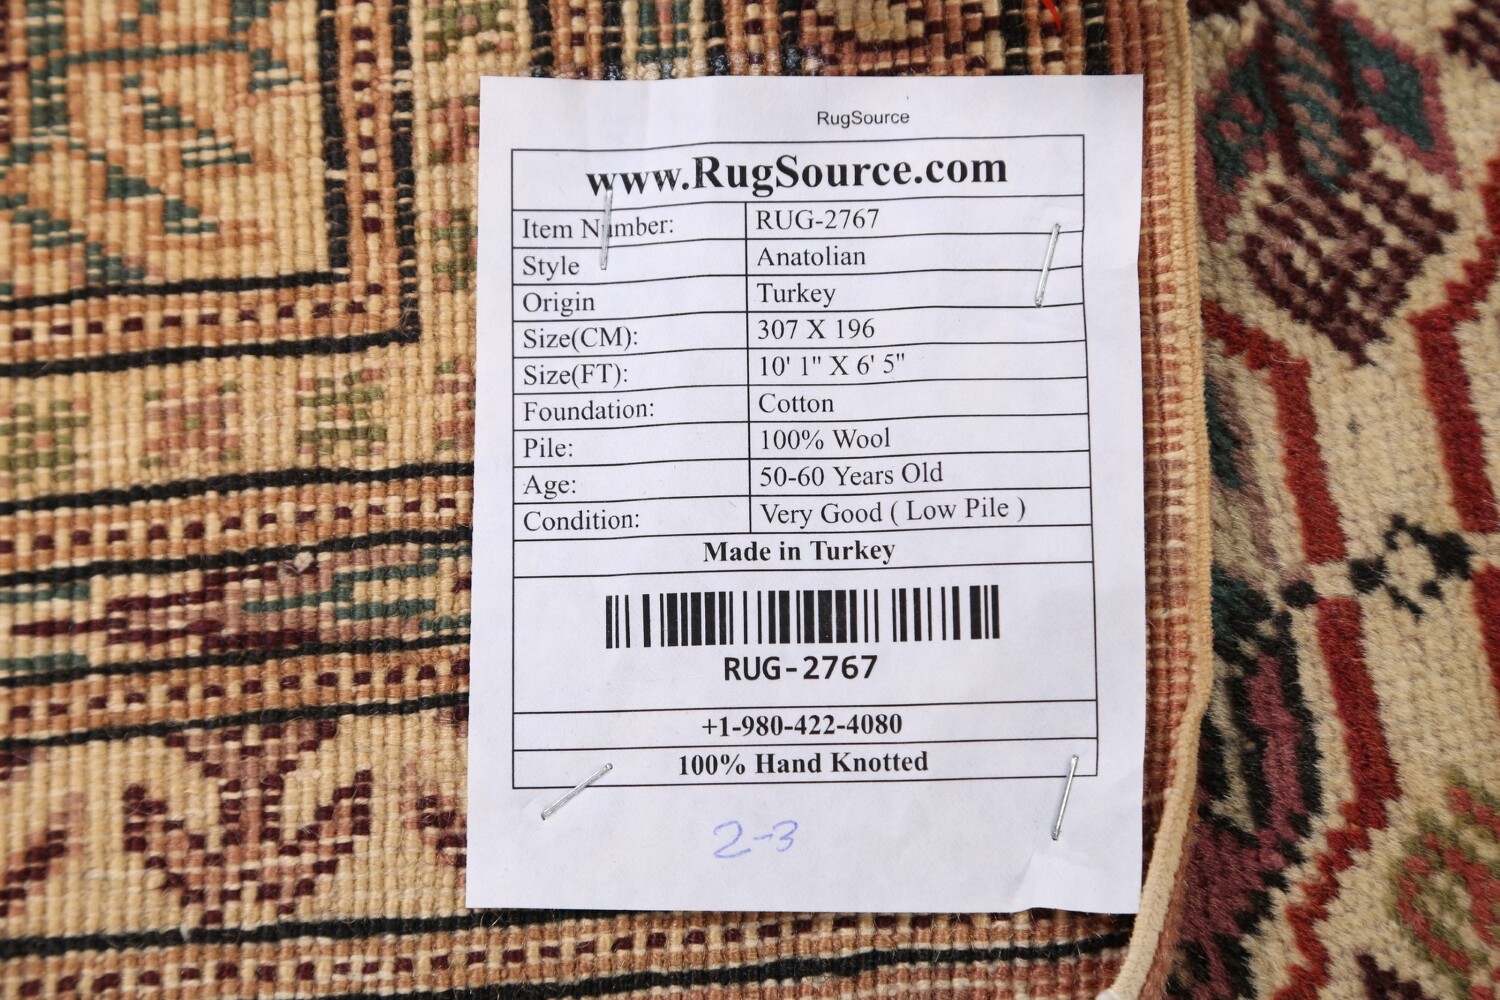 RugSource
www.RugSource.com
Item Number: RUG-2767
Style Anatolian
Origin Turkey
Size(CM): 307 X 196
Size(FT): 10' 1" X 6' 5"
Foundation: Cotton
Pile: 100% Wool
Age: 50-60 Years Old
Condition: Very Good ( Low Pile )
Made in Turkey
RUG-2767
+1-980-422-4080
100% Hand Knotted
2-3